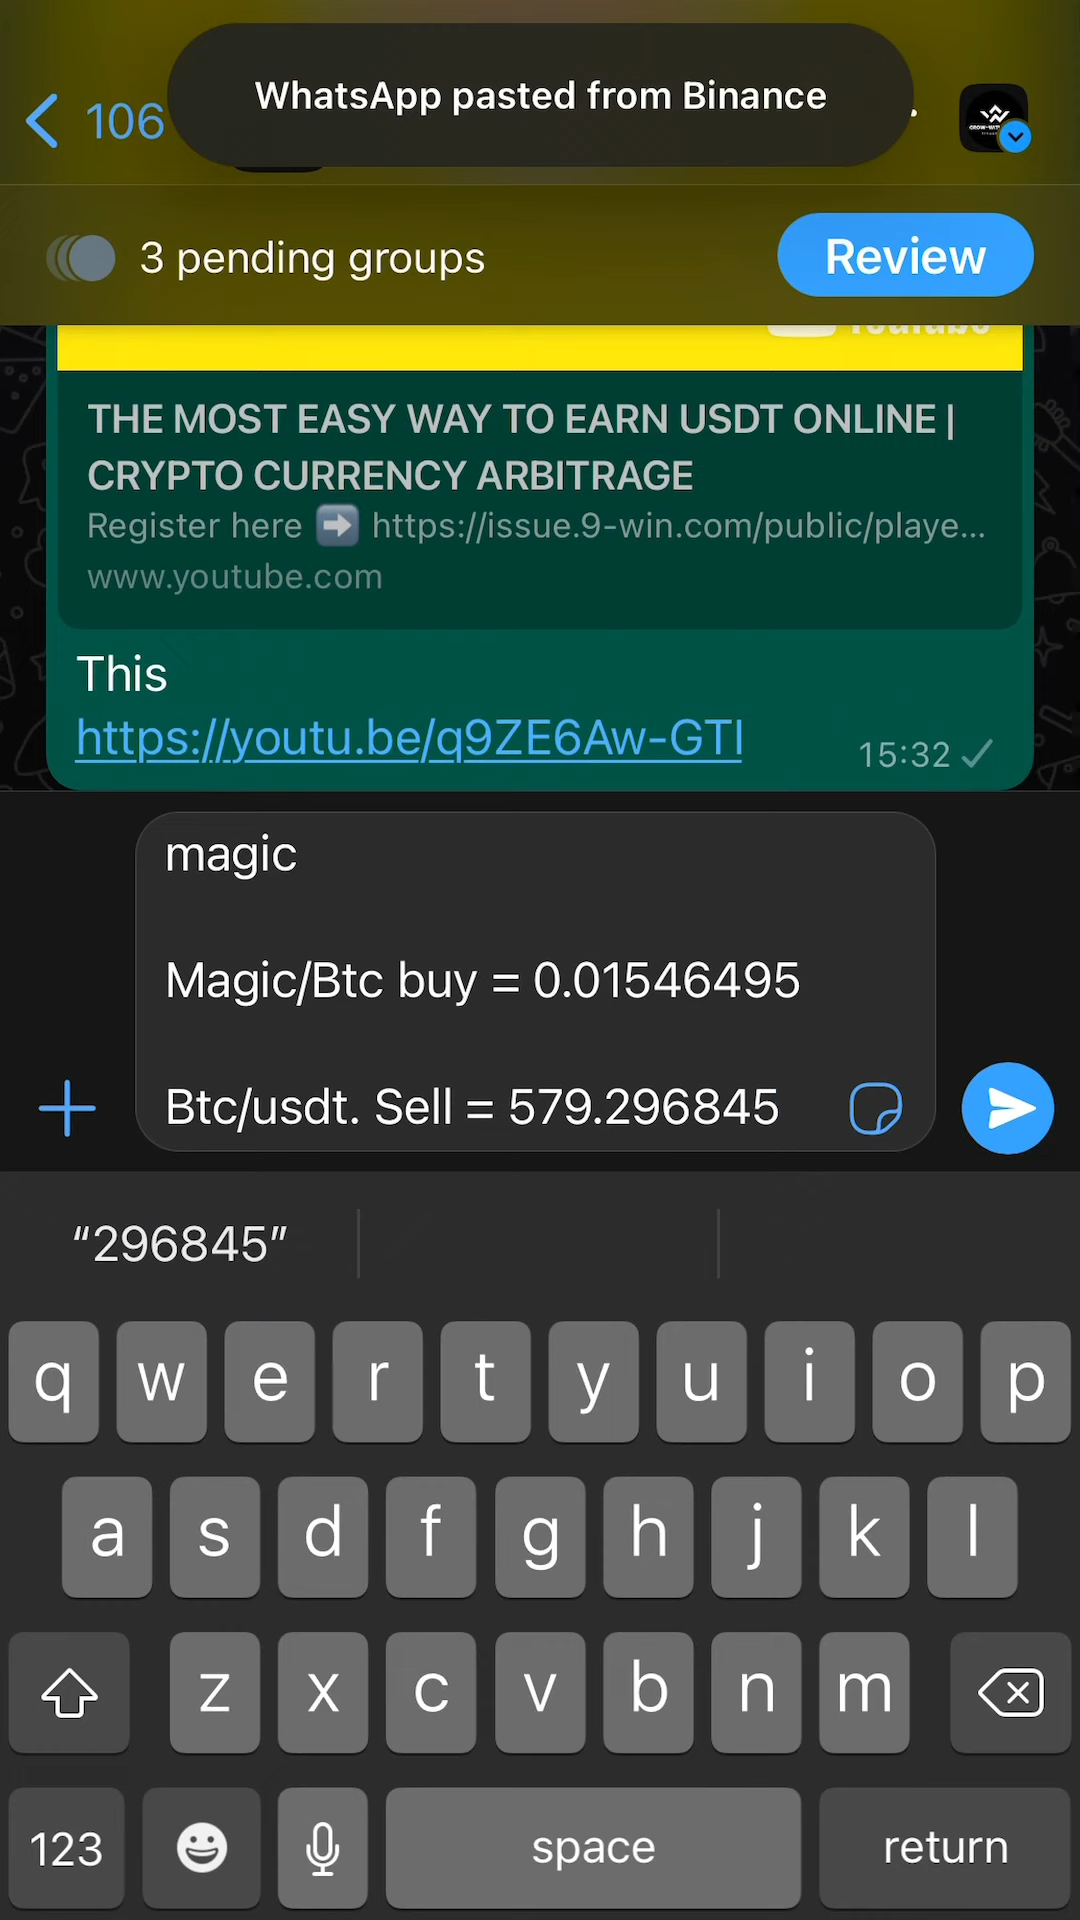 WhatsApp pasted from Binance
106
3 pending groups
Review
YouTube
THE MOST EASY WAY TO EARN USDT ONLINE |
CRYPTO CURRENCY ARBITRAGE
Register here ➡️ https://issue.9-win.com/public/playe...
www.youtube.com
This
https://youtu.be/q9ZE6Aw-GTI
15:32
magic
Magic/Btc buy = 0.01546495
Btc/usdt. Sell = 579.296845
“296845”
q w e r t y u i o p
a s d f g h j k l
z x c v b n m
123 space return